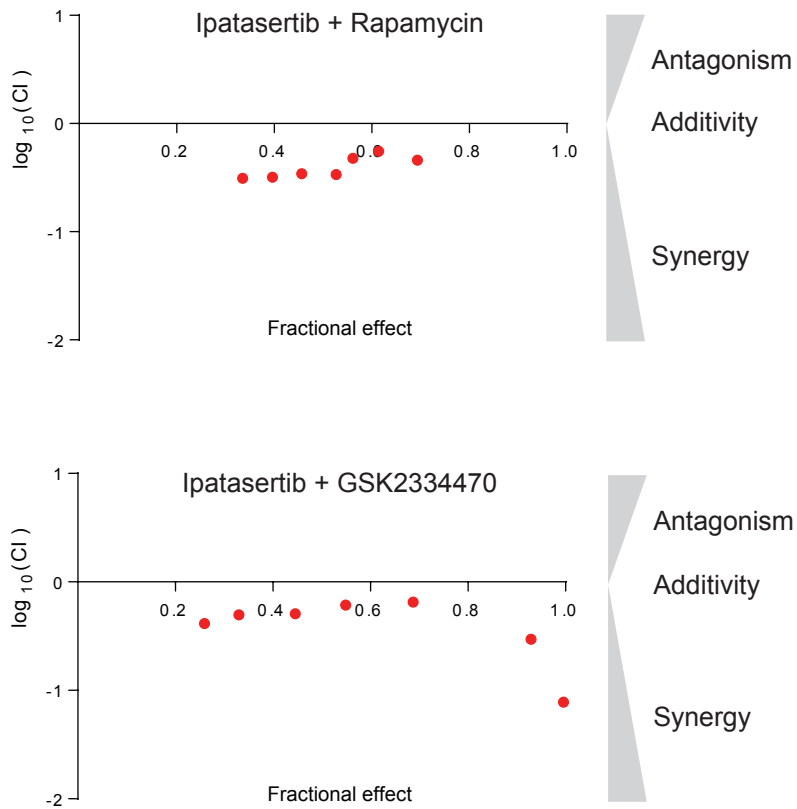 Ipatasertib + Rapamycin
1
0
-1
-2
log 10 (CI )
0.2 0.4 0.6 0.8 1.0
Fractional effect
Antagonism
Additivity
Synergy
Ipatasertib + GSK2334470
1
0
-1
-2
log 10 (CI )
0.2 0.4 0.6 0.8 1.0
Fractional effect
Antagonism
Additivity
Synergy